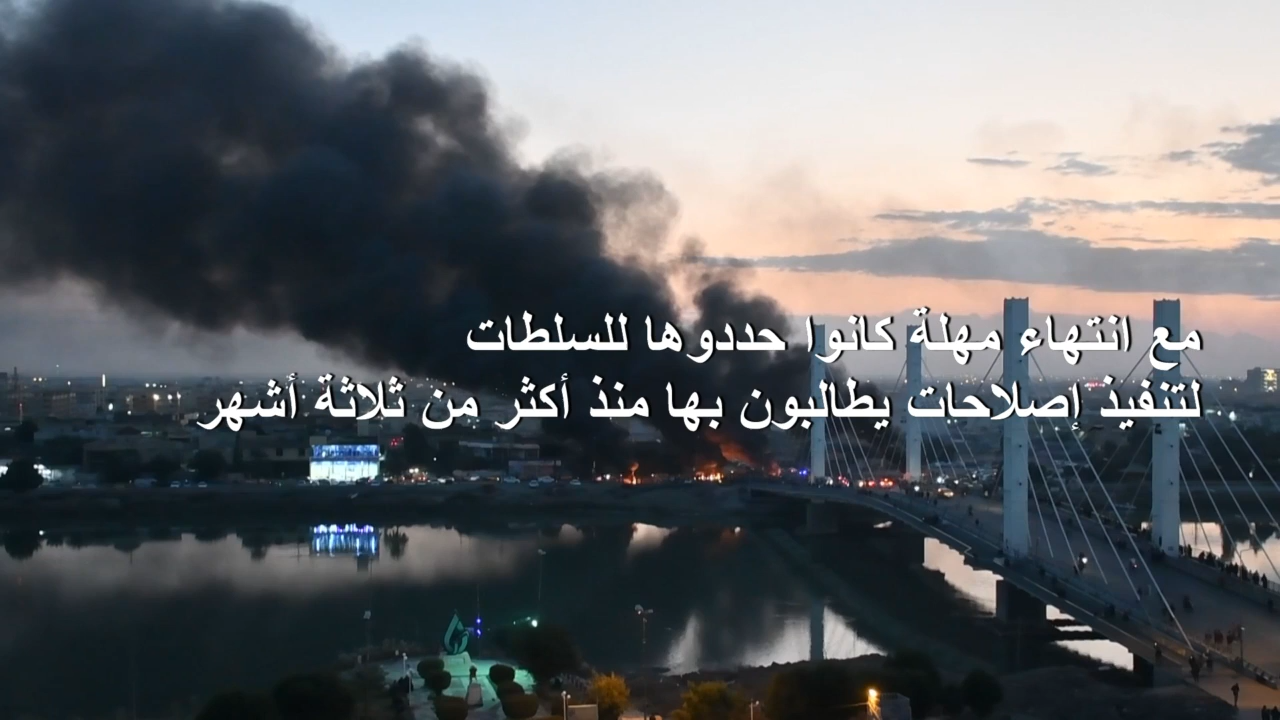 مع انتهاء مهلة كانوا حددوها للسلطات
لتنفيذ إصلاحات يطالبون بها منذ أكثر من ثلاثة أشهر